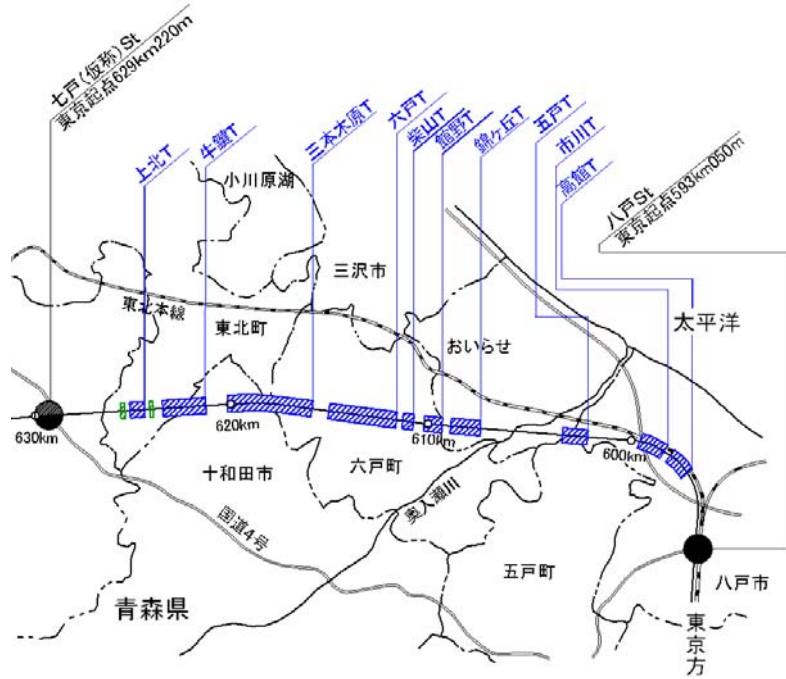 七戸(仮称)St
東京起点629km220m
上北T
牛鍵T
三本木原T
六戸T
柴山T
館野T
錦ヶ丘T
五戸T
市川T
高館T
八戸St
東京起点593km050m
小川原湖
三沢市
太平洋
東北本線
東北町
おいらせ
630km
620km
610km
600km
十和田市
六戸町
奥入瀬川
国道4号
五戸町
八戸市
青森県
東京方